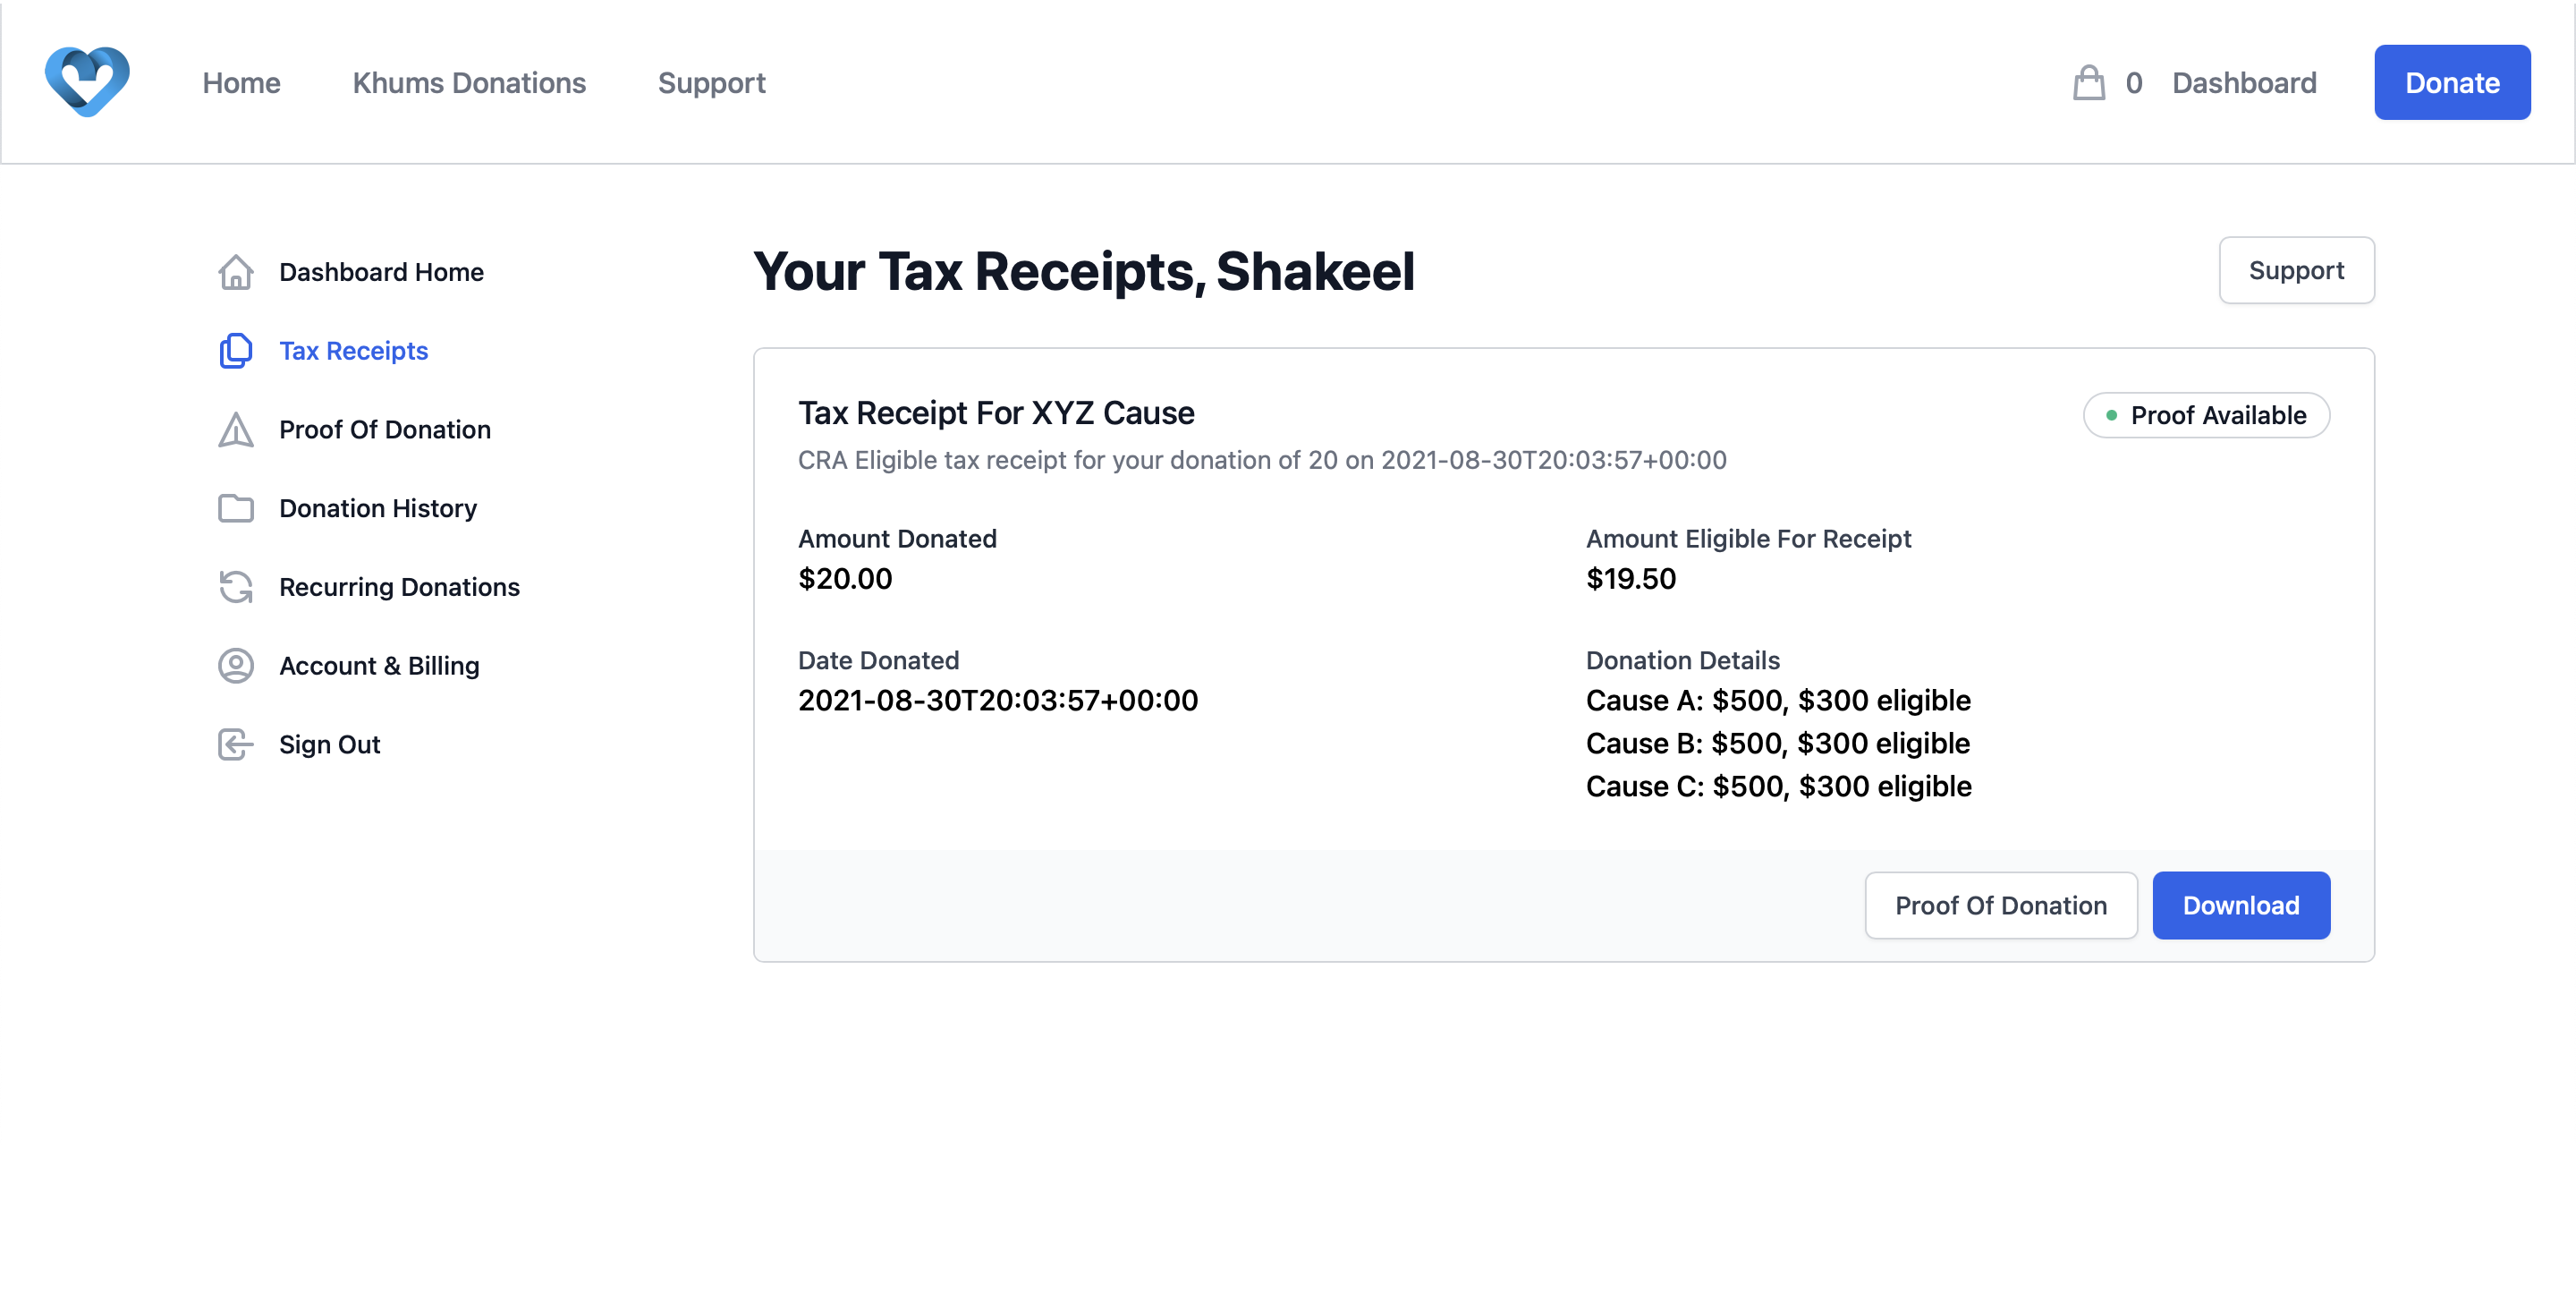 Home
Khums Donations
Support
0
Dashboard
Donate
Dashboard Home
Tax Receipts
Proof Of Donation
Donation History
Recurring Donations
Account & Billing
Sign Out
Your Tax Receipts, Shakeel
Support
Tax Receipt For XYZ Cause
Proof Available
CRA Eligible tax receipt for your donation of 20 on 2021-08-30T20:03:57+00:00
Amount Donated
$20.00
Amount Eligible For Receipt
$19.50
Date Donated
2021-08-30T20:03:57+00:00
Donation Details
Cause A: $500, $300 eligible
Cause B: $500, $300 eligible
Cause C: $500, $300 eligible
Proof Of Donation
Download